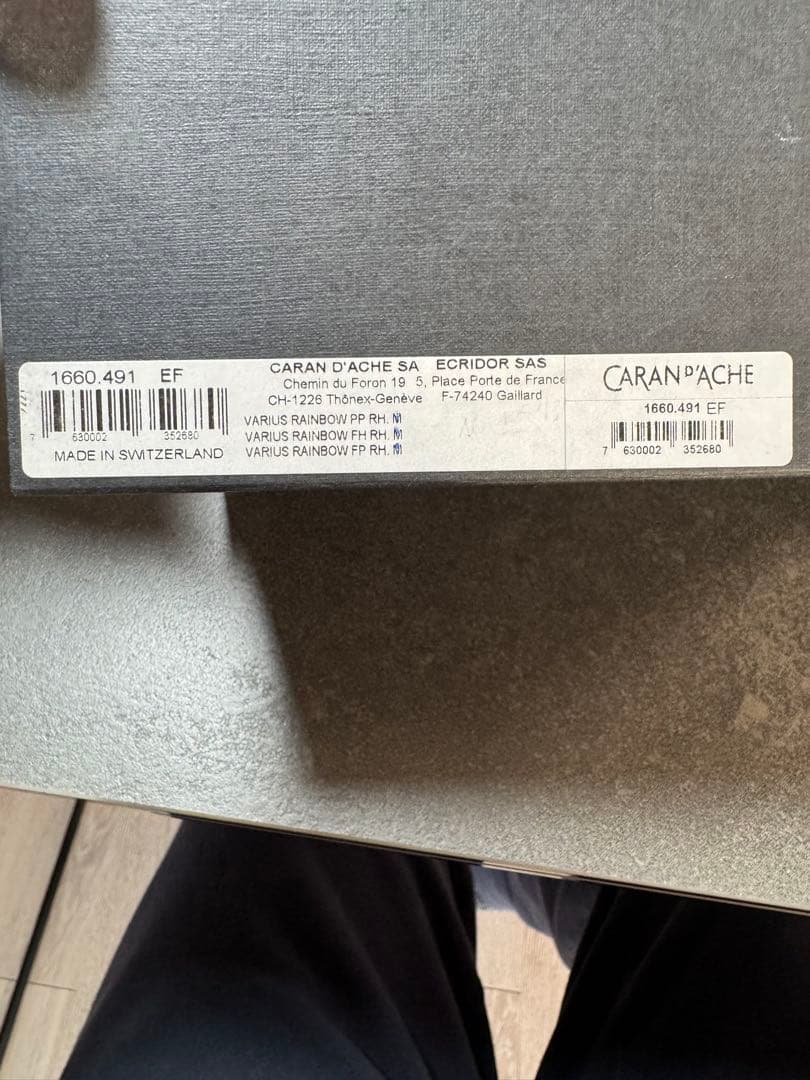 1660.491 EF
7 630002 352680
MADE IN SWITZERLAND
CARAN D'ACHE SA ECRIDOR SAS
Chemin du Foron 19 5, Place Porte de France
CH-1226 Thônex-Genève F-74240 Gaillard
VARIUS RAINBOW PP RH.
VARIUS RAINBOW FH RH.
VARIUS RAINBOW FP RH.
CARAN D'ACHE
1660.491 EF
7 630002 352680